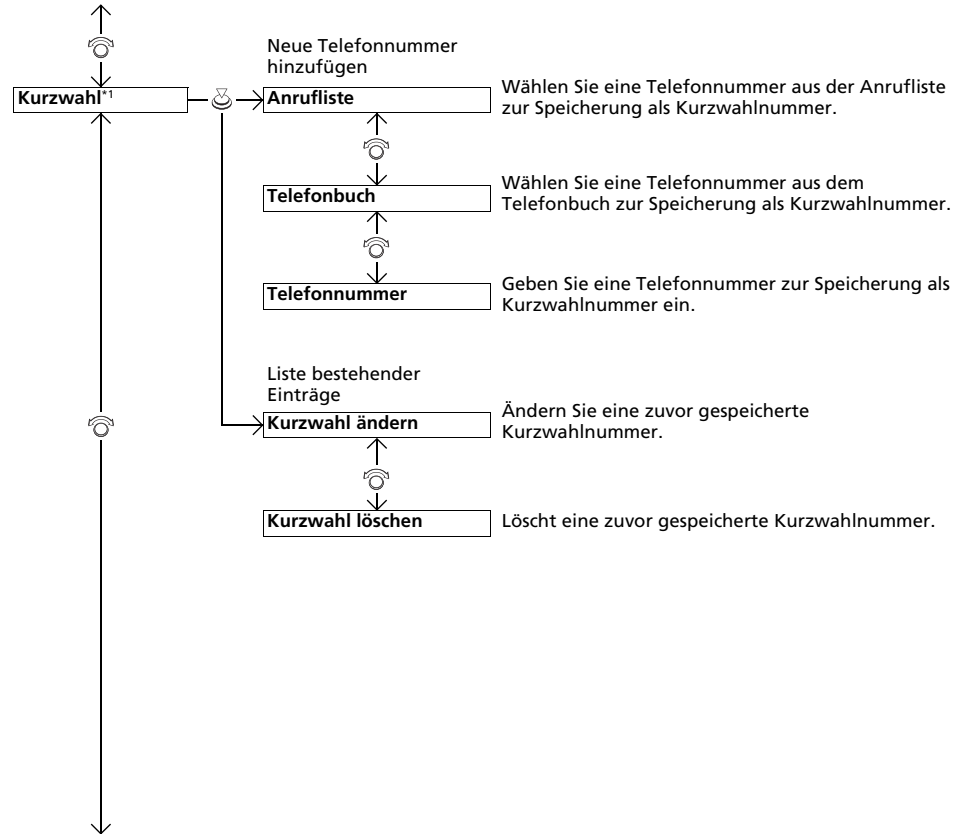 Neue Telefonnummer
hinzufügen
Kurzwahl*1
Anrufliste
Wählen Sie eine Telefonnummer aus der Anrufliste
zur Speicherung als Kurzwahlnummer.
Telefonbuch
Wählen Sie eine Telefonnummer aus dem
Telefonbuch zur Speicherung als Kurzwahlnummer.
Telefonnummer
Geben Sie eine Telefonnummer zur Speicherung als
Kurzwahlnummer ein.
Liste bestehender
Einträge
Kurzwahl ändern
Ändern Sie eine zuvor gespeicherte
Kurzwahlnummer.
Kurzwahl löschen
Löscht eine zuvor gespeicherte Kurzwahlnummer.